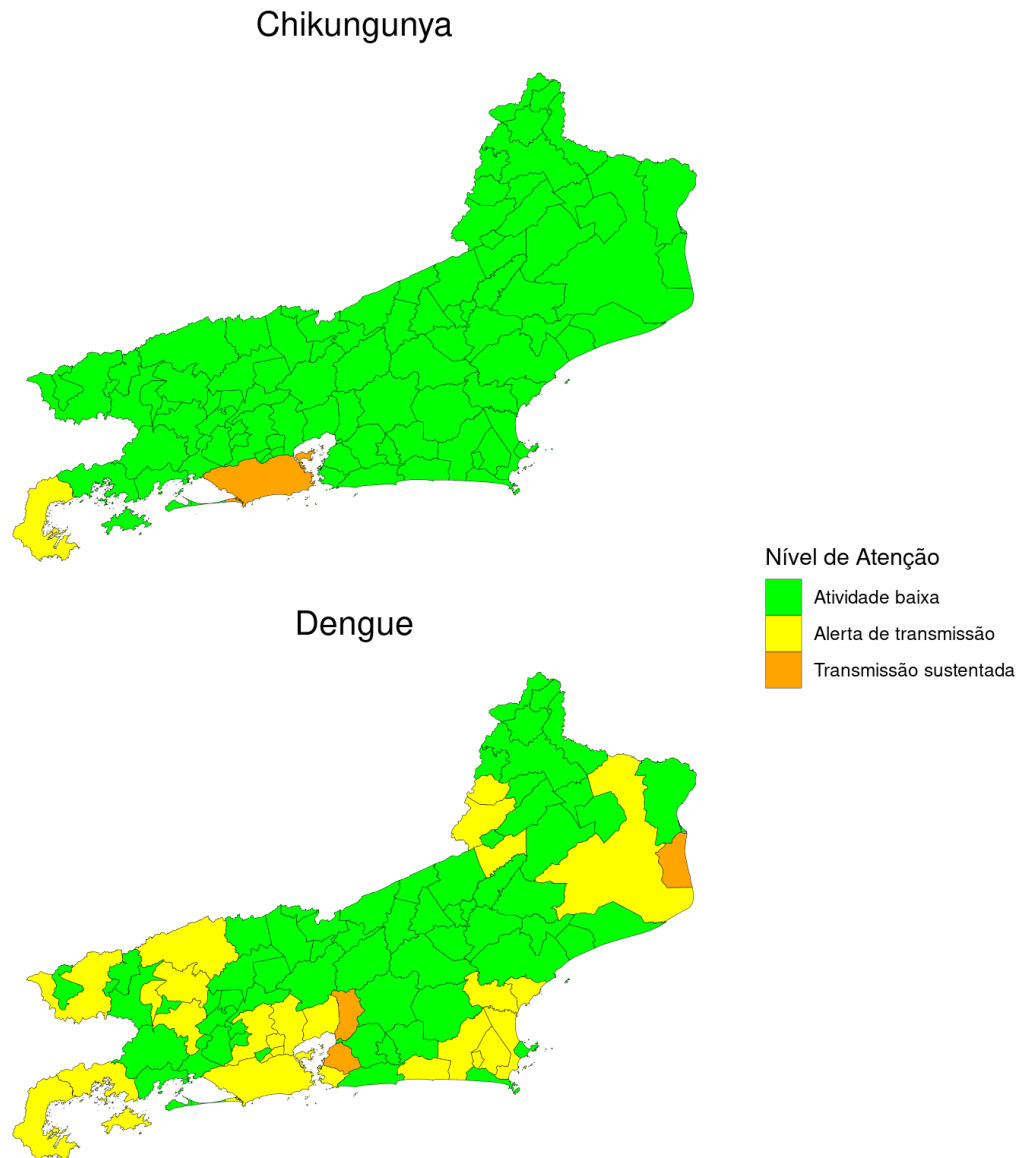 Chikungunya
Nível de Atenção
Atividade baixa
Alerta de transmissão
Transmissão sustentada
Dengue